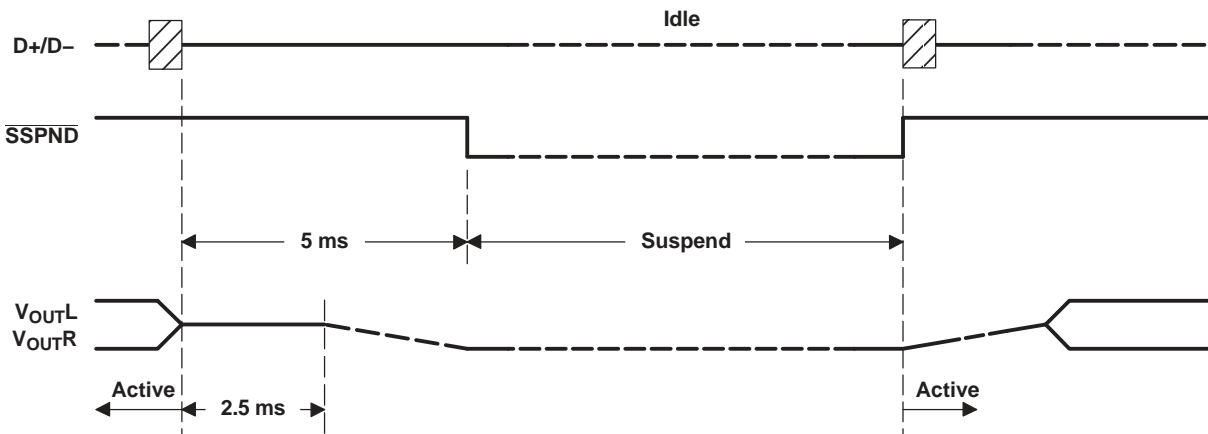 Idle
D+/D−
SSPND
5 ms
Suspend
VOUTL
VOUTR
Active
2.5 ms
Active